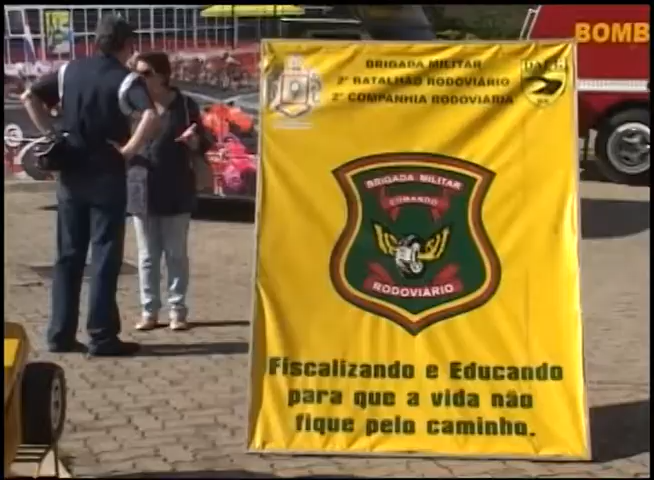 BOMB
BRIGADA MILITAR
2º BATALHÃO RODOVIÁRIO
2ª COMPANHIA RODOVIÁRIA
BRIGADA MILITAR
COMANDO
RODOVIÁRIO
Fiscalizando e Educando
para que a vida não
fique pelo caminho.